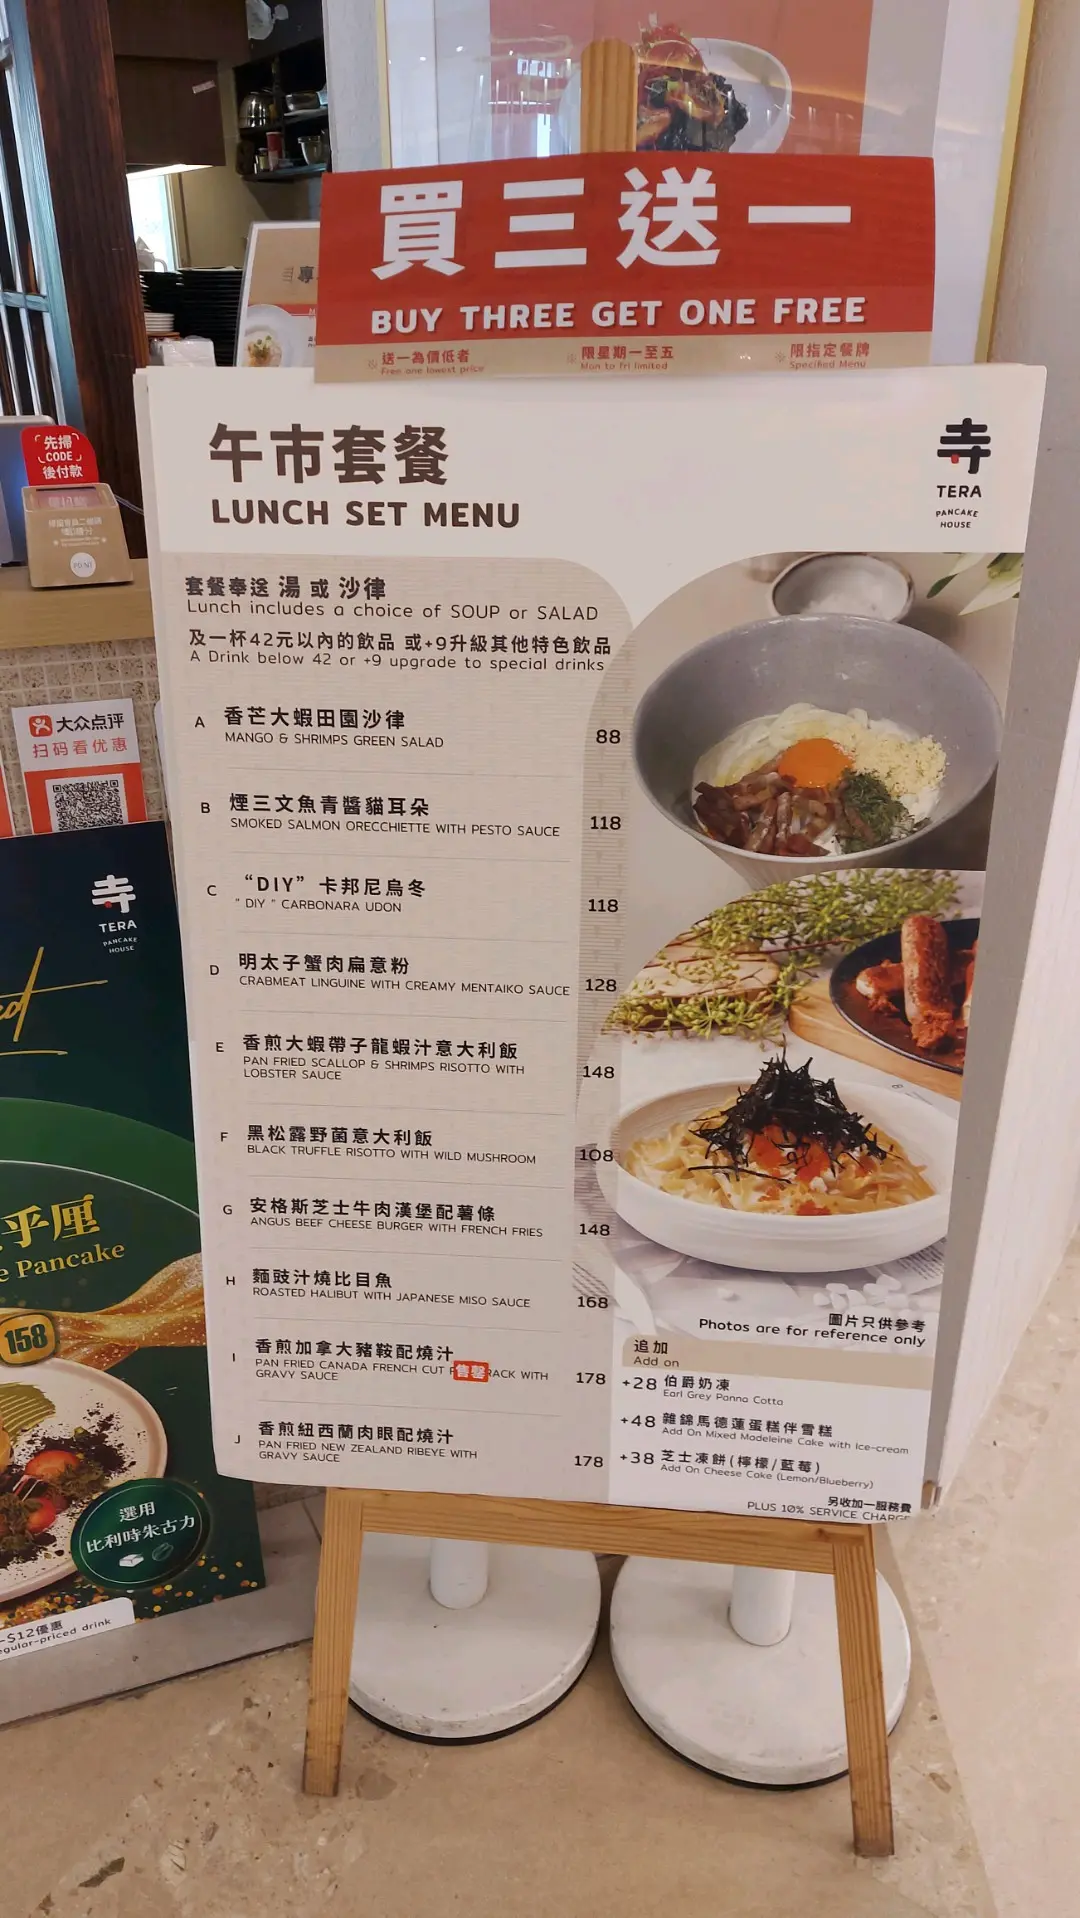 買三送一
BUY THREE GET ONE FREE
※送一為價低者
Free one lowest price
※限星期一至五
Mon to Fri limited
※限指定餐牌
Specified Menu
先掃
CODE
後付款
午市套餐
LUNCH SET MENU
寺
TERA
PANCAKE
HOUSE
套餐奉送 湯 或 沙律
Lunch includes a choice of SOUP or SALAD
及一杯42元以內的飲品 或+9升級其他特色飲品
A Drink below 42 or +9 upgrade to special drinks
A 香芒大蝦田園沙律
MANGO & SHRIMPS GREEN SALAD 88
B 煙三文魚青醬貓耳朵
SMOKED SALMON ORECCHIETTE WITH PESTO SAUCE 118
C “DIY” 卡邦尼烏冬
" DIY " CARBONARA UDON 118
D 明太子蟹肉扁意粉
CRABMEAT LINGUINE WITH CREAMY MENTAIKO SAUCE 128
E 香煎大蝦帶子龍蝦汁意大利飯
PAN FRIED SCALLOP & SHRIMPS RISOTTO WITH 148
LOBSTER SAUCE
F 黑松露野菌意大利飯
BLACK TRUFFLE RISOTTO WITH WILD MUSHROOM 108
G 安格斯芝士牛肉漢堡配薯條
ANGUS BEEF CHEESE BURGER WITH FRENCH FRIES 148
H 麵豉汁燒比目魚
ROASTED HALIBUT WITH JAPANESE MISO SAUCE 168
I 香煎加拿大豬鞍配燒汁
PAN FRIED CANADA FRENCH CUT 售罄 RACK WITH 178
GRAVY SAUCE
J 香煎紐西蘭肉眼配燒汁
PAN FRIED NEW ZEALAND RIBEYE WITH 178
GRAVY SAUCE
圖片只供參考
Photos are for reference only
追加
Add on
+28 伯爵奶凍
Earl Grey Panna Cotta
+48 雜錦馬德蓮蛋糕伴雪糕
Add On Mixed Madeleine Cake with Ice-cream
+38 芝士凍餅(檸檬/藍莓)
Add On Cheese Cake (Lemon/Blueberry)
另收加一服務費
PLUS 10% SERVICE CHARGE
大众点评
扫码看优惠
寺
TERA
PANCAKE
HOUSE
乎厘
e Pancake
158
選用
比利時朱古力
-$12優惠
egular-priced drink